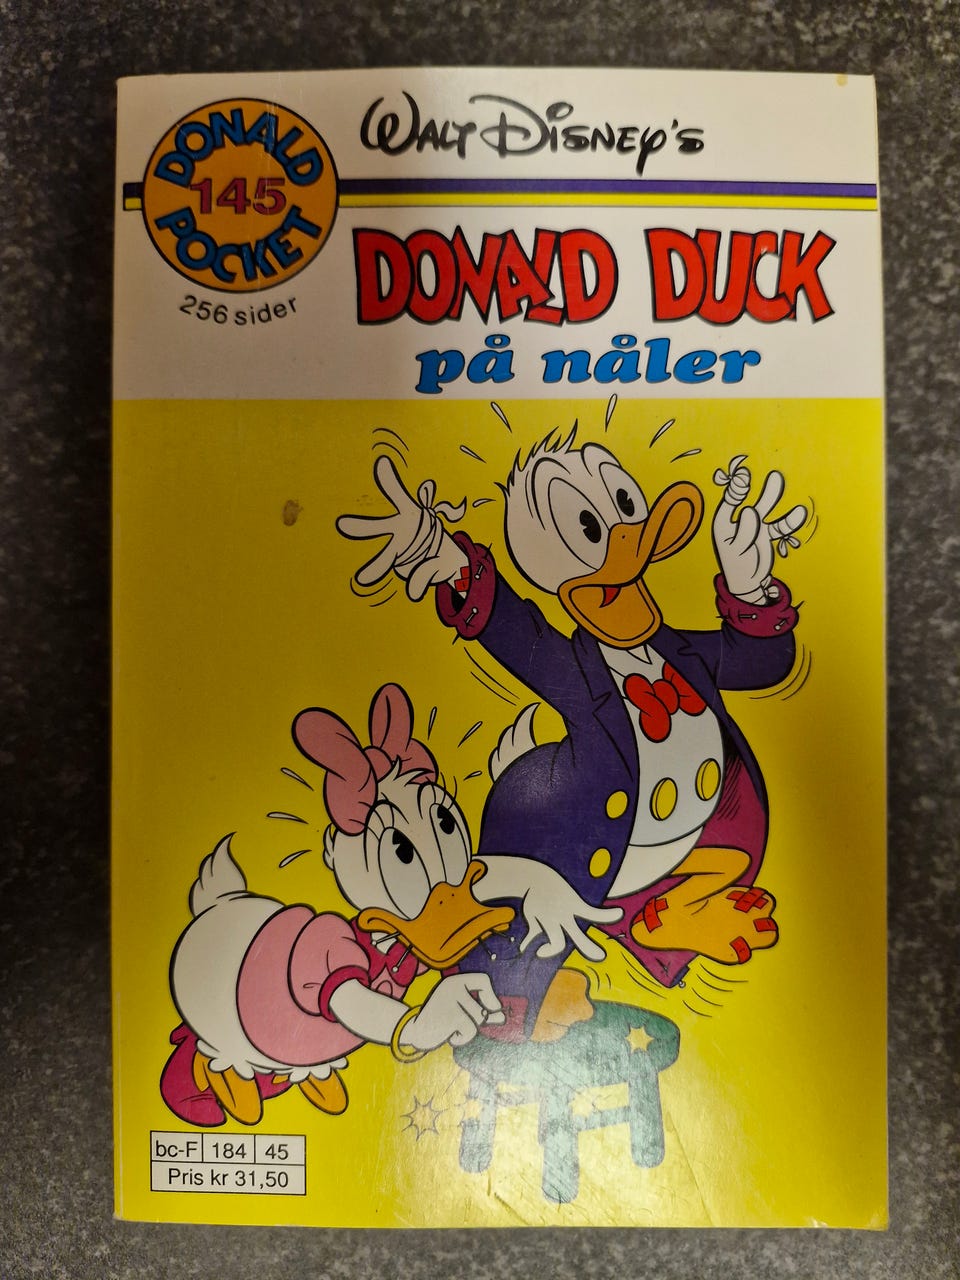 DONALD
145
POCKET
256 sider
WALT DISNEY'S
DONALD DUCK
på nåler
bc-F 184 45
Pris kr 31,50